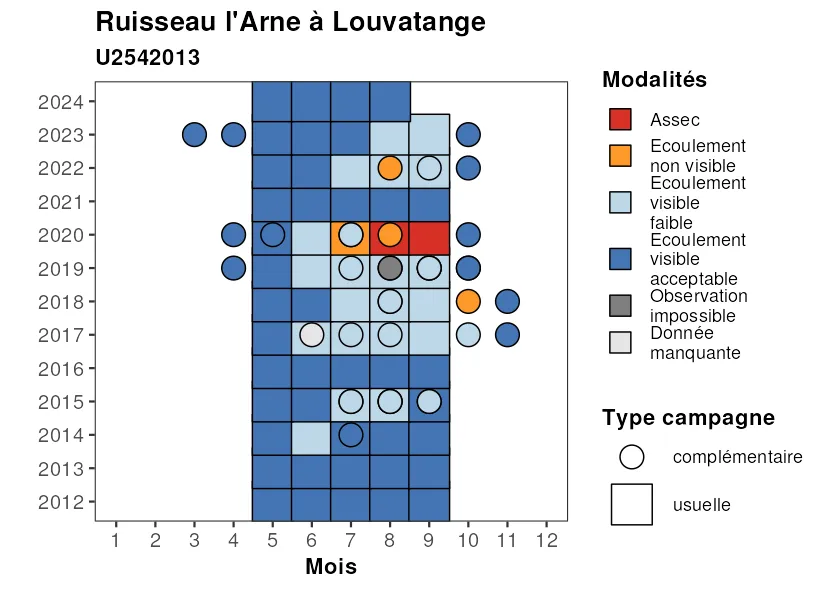 Ruisseau l'Arne à Louvatange
U2542013
2024
2023
2022
2021
2020
2019
2018
2017
2016
2015
2014
2013
2012
1 2 3 4 5 6 7 8 9 10 11 12
Mois
Modalités
Assec
Ecoulement
non visible
Ecoulement
visible
faible
Ecoulement
visible
acceptable
Observation
impossible
Donnée
manquante
Type campagne
complémentaire
usuelle